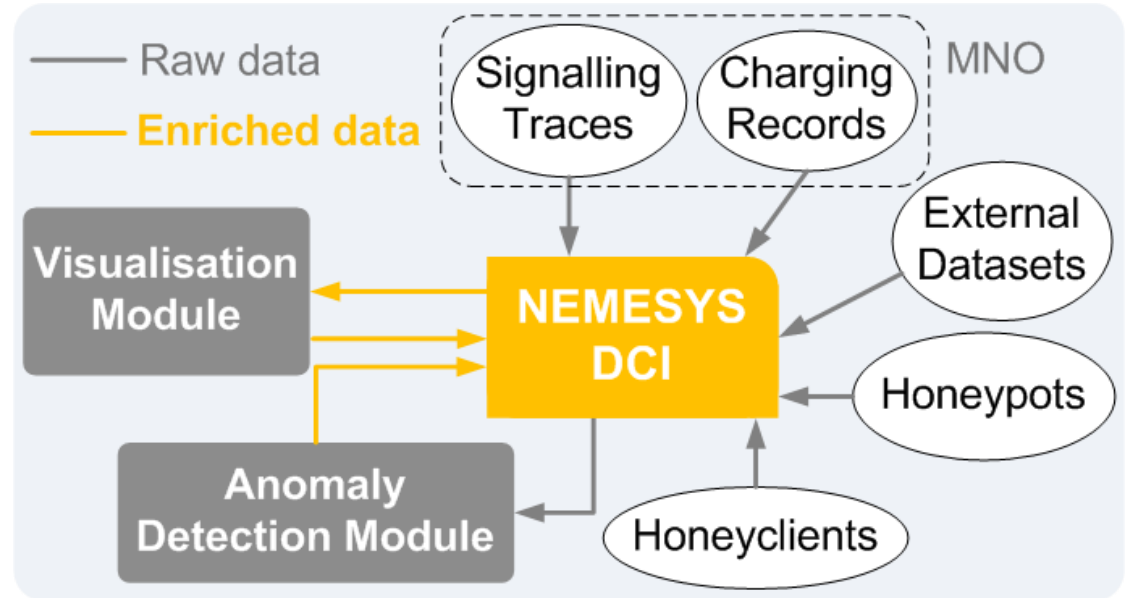 Raw data
Enriched data
Signalling
Traces
Charging
Records
MNO
External
Datasets
Visualisation
Module
NEMESYS
DCI
Honeypots
Anomaly
Detection Module
Honeyclients